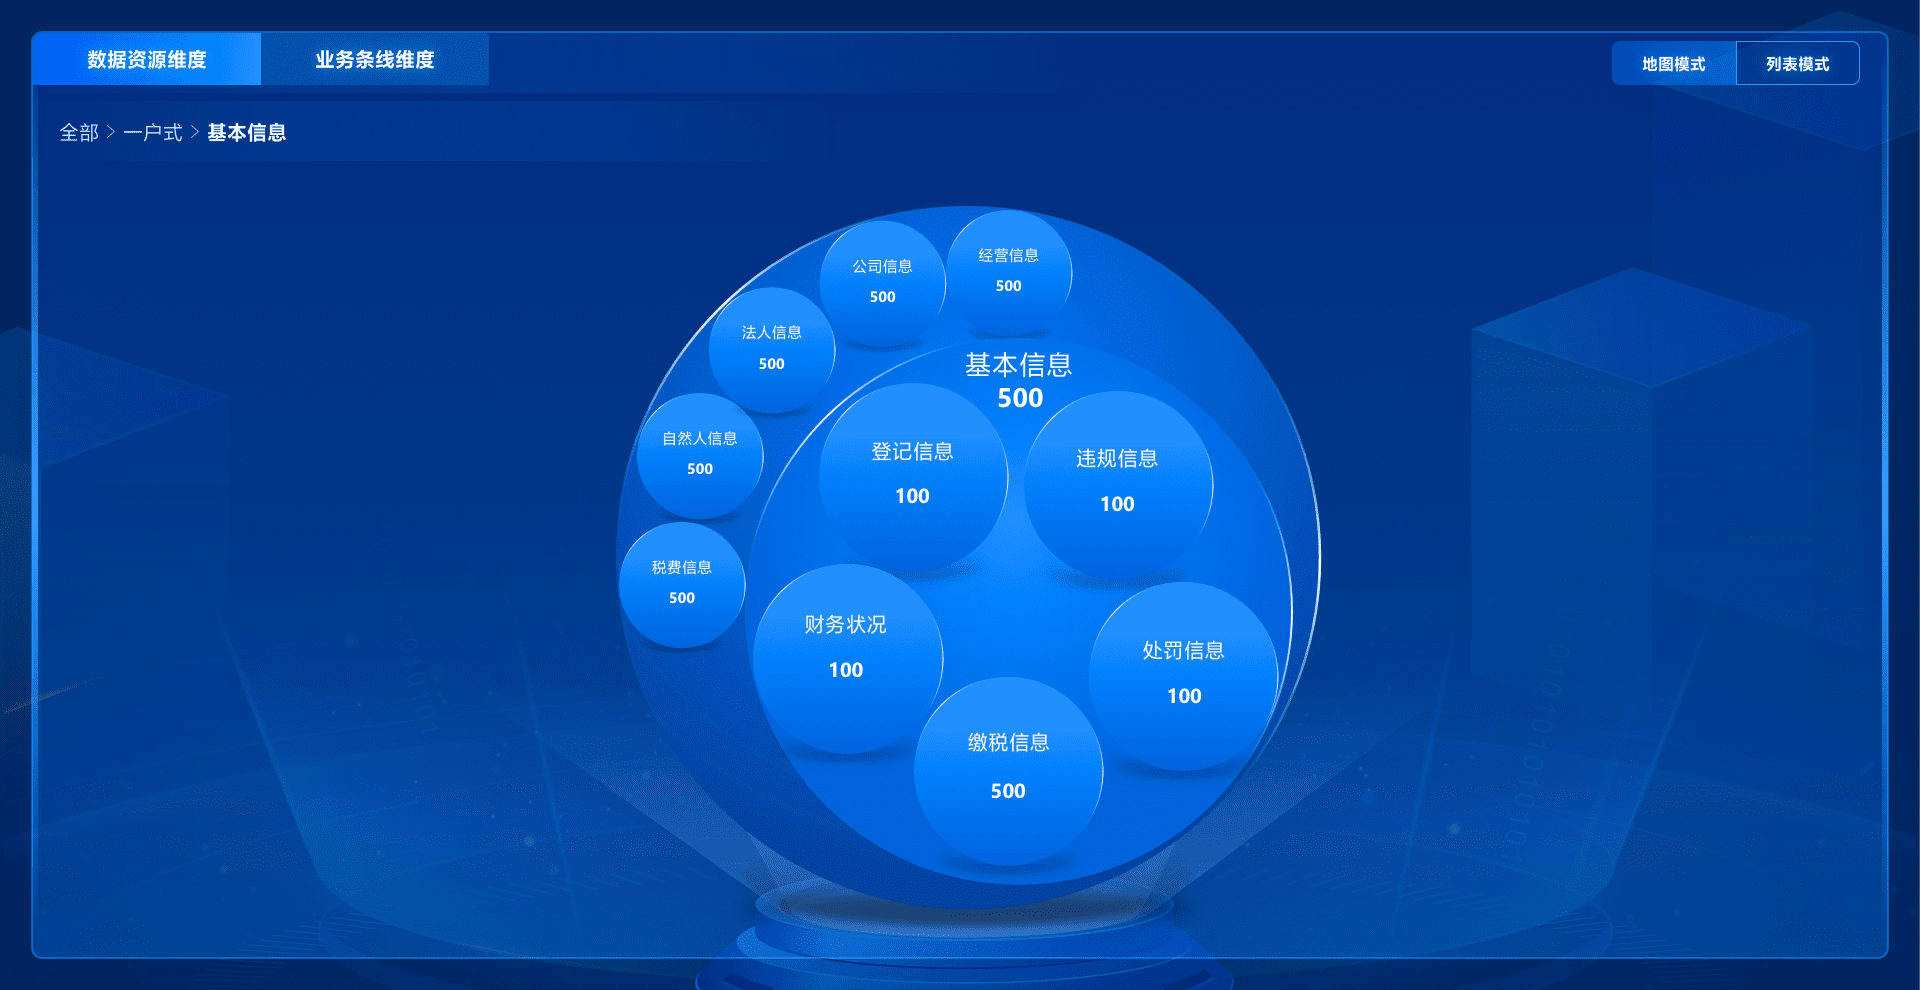 数据资源维度
业务条线维度
地图模式
列表模式
全部 > 一户式 > 基本信息
经营信息
500
公司信息
500
法人信息
500
自然人信息
500
税费信息
500
基本信息
500
登记信息
100
违规信息
100
财务状况
100
处罚信息
100
缴税信息
500